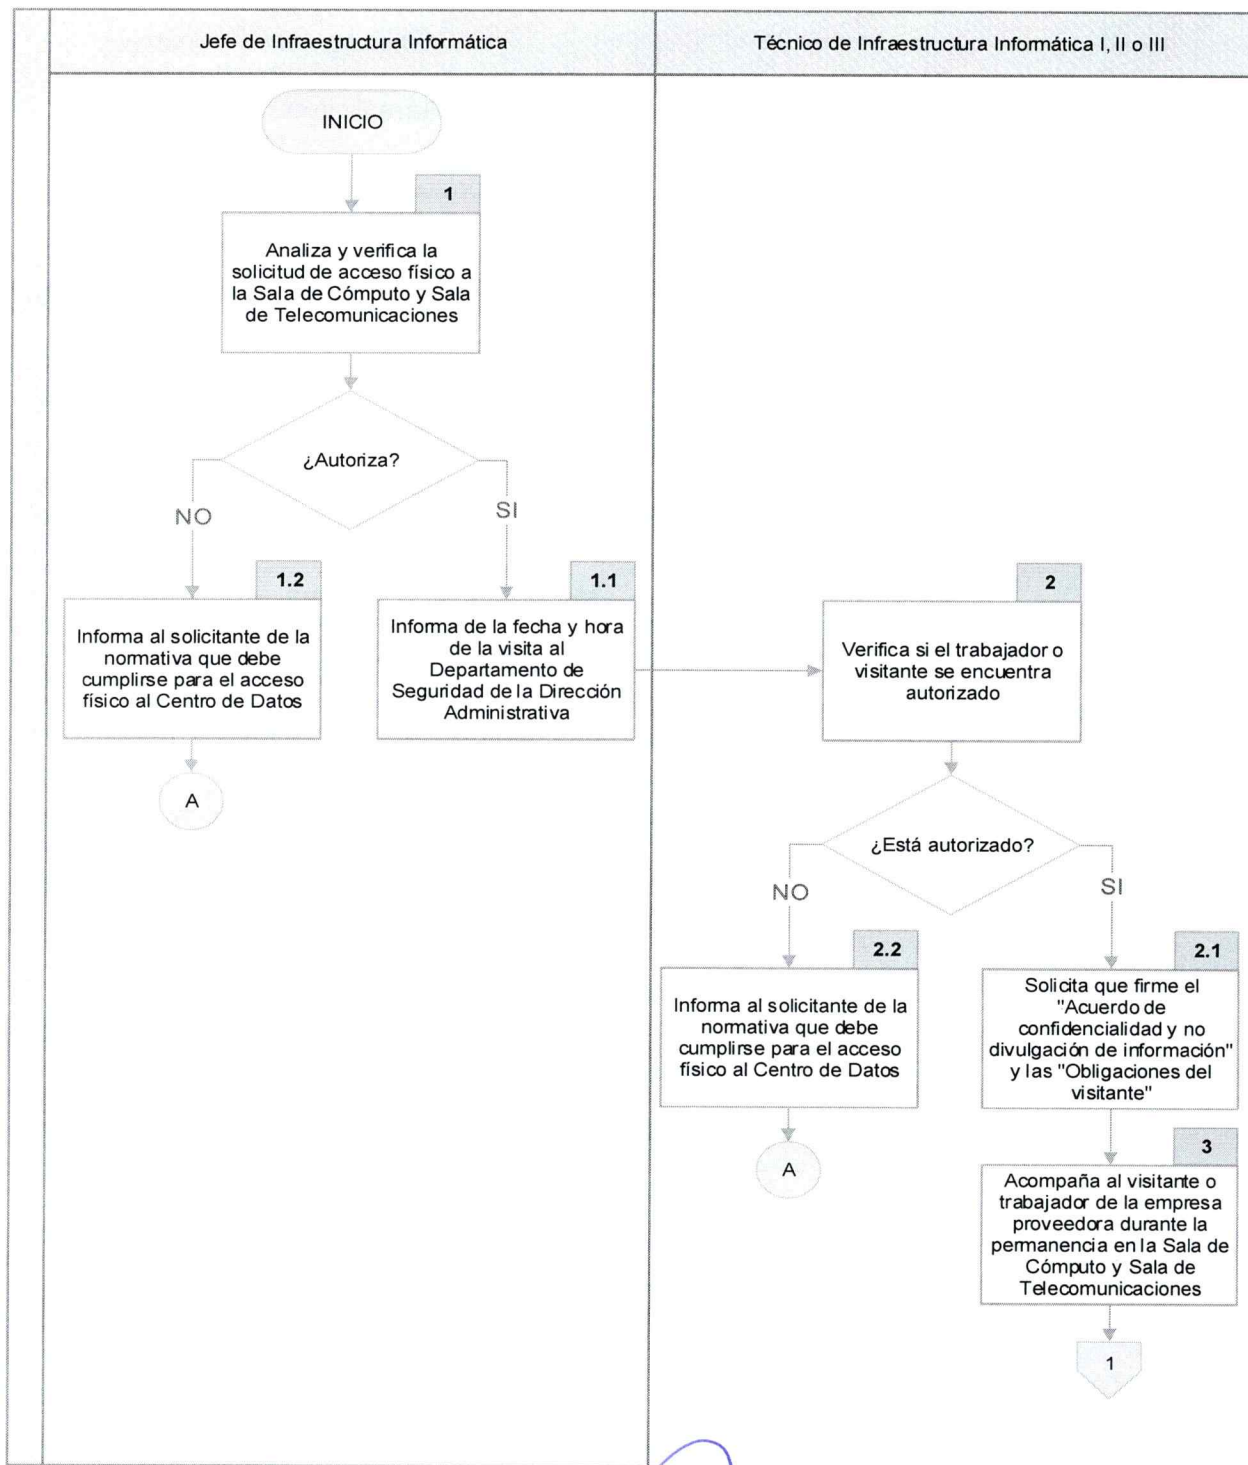 Jefe de Infraestructura Informática
Técnico de Infraestructura Informática I, II o III
INICIO
1
Analiza y verifica la
solicitud de acceso físico a
la Sala de Cómputo y Sala
de Telecomunicaciones
¿Autoriza?
NO
SI
1.2
Informa al solicitante de la
normativa que debe
cumplirse para el acceso
físico al Centro de Datos
A
1.1
Informa de la fecha y hora
de la visita al
Departamento de
Seguridad de la Dirección
Administrativa
2
Verifica si el trabajador o
visitante se encuentra
autorizado
¿Está autorizado?
NO
SI
2.2
Informa al solicitante de la
normativa que debe
cumplirse para el acceso
físico al Centro de Datos
A
2.1
Solicita que firme el
"Acuerdo de
confidencialidad y no
divulgación de información"
y las "Obligaciones del
visitante"
3
Acompaña al visitante o
trabajador de la empresa
proveedora durante la
permanencia en la Sala de
Cómputo y Sala de
Telecomunicaciones
1